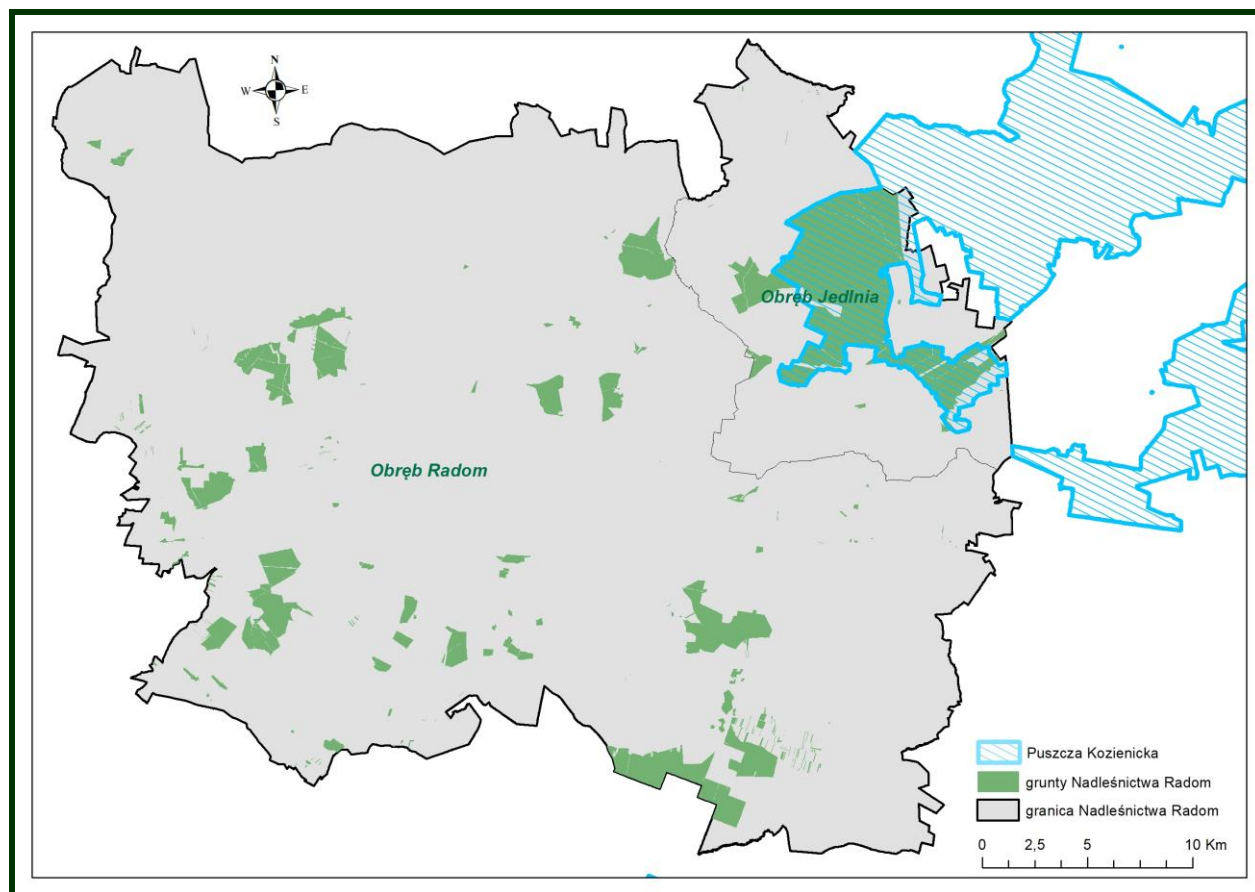 N
W E
S
Obręb Jedlnia
Obręb Radom
Puszcza Kozienicka
grunty Nadleśnictwa Radom
granica Nadleśnictwa Radom
0 2,5 5 10 Km